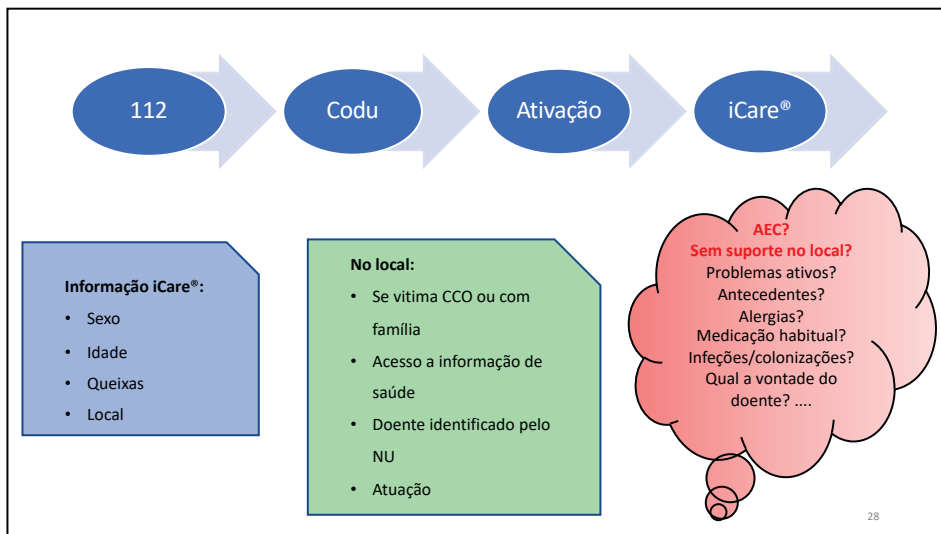 112
Codu
Ativação
iCare®
Informação iCare®:
• Sexo
• Idade
• Queixas
• Local
No local:
• Se vitima CCO ou com
família
• Acesso a informação de
saúde
• Doente identificado pelo
NU
• Atuação
AEC?
Sem suporte no local?
Problemas ativos?
Antecedentes?
Alergias?
Medicação habitual?
Infeções/colonizações?
Qual a vontade do
doente? ....
28